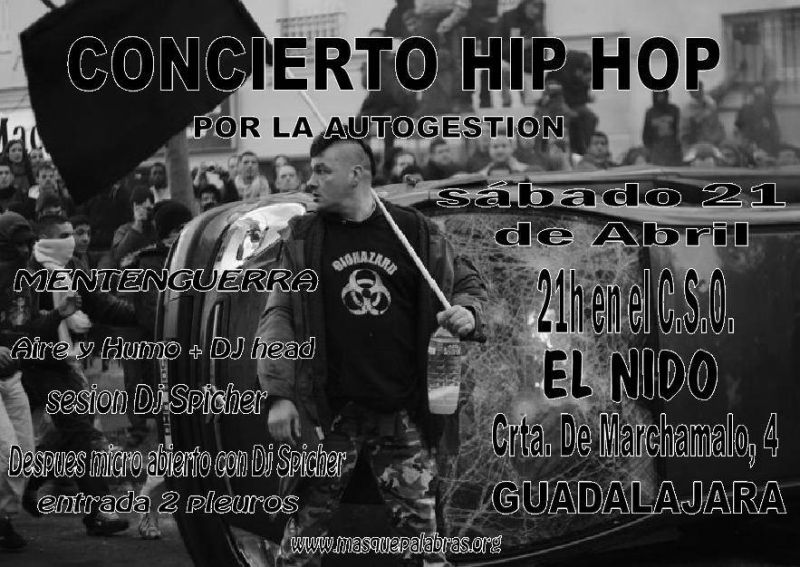 CONCIERTO HIP HOP
POR LA AUTOGESTION
sábado 21
de Abril
MENTENGUERRA
Aire y Humo + DJ head
sesion Dj Spicher
Despues micro abierto con Dj Spicher
entrada 2 pleuros
BIOHAZARD
21h en el C.S.O.
EL NIDO
Crta. De Marchamalo, 4
GUADALAJARA
www.masquepalabras.org